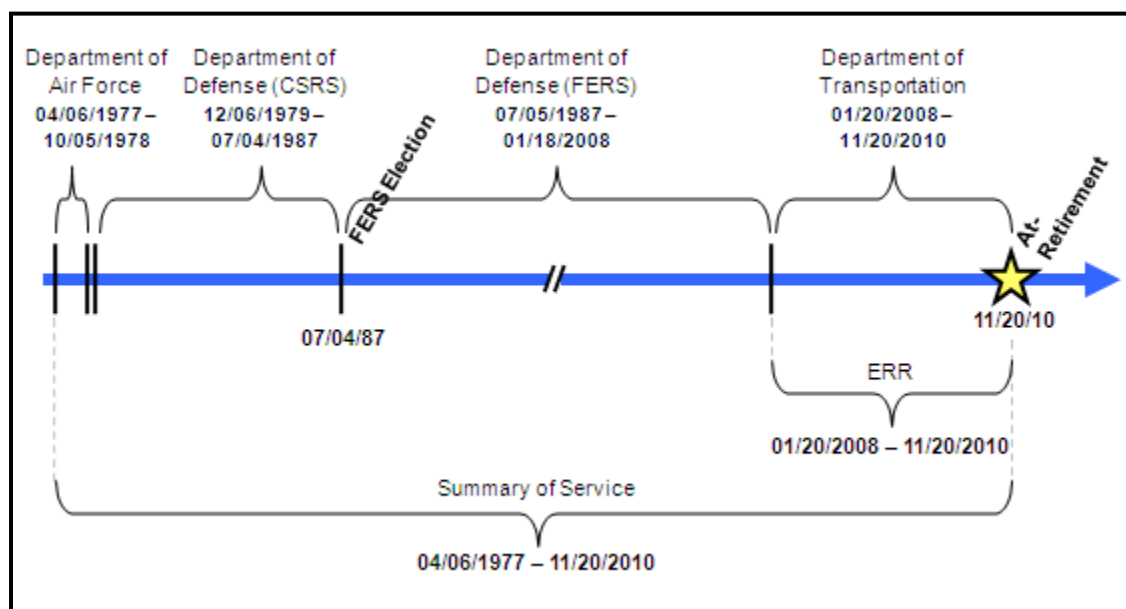 Department of
Air Force
04/06/1977–
10/05/1978
Department of
Defense (CSRS)
12/06/1979–
07/04/1987
Department of
Defense (FERS)
07/05/1987–
01/18/2008
Department of
Transportation
01/20/2008–
11/20/2010
FERS Election
At-
Retirement
//
07/04/87
11/20/10
ERR
01/20/2008 – 11/20/2010
Summary of Service
04/06/1977 – 11/20/2010